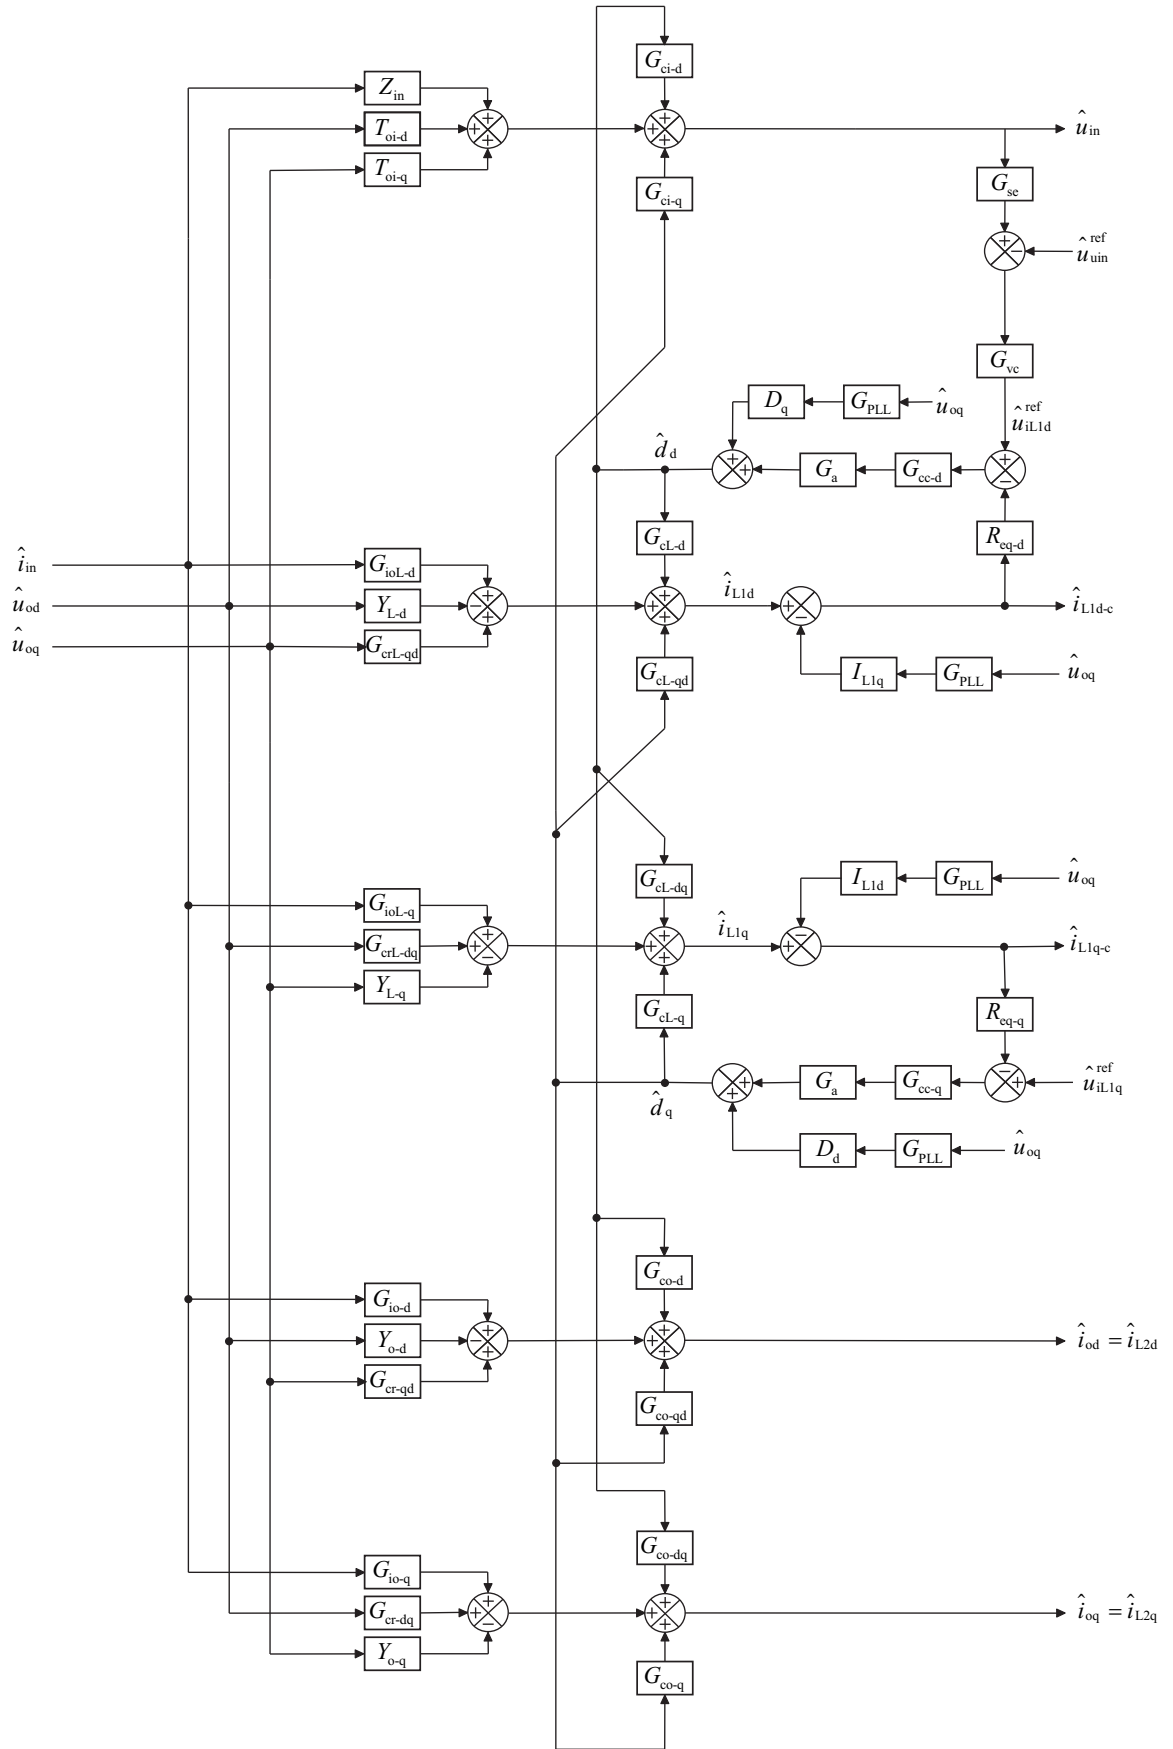 G_ci-d
Z_in
T_oi-d
T_oi-q
û_in
G_ci-q
G_se
û_uin^ref
G_vc
D_q
G_PLL
û_oq
û_iL1d^ref
d̂_d
G_a
G_cc-d
G_cL-d
R_eq-d
î_in
G_ioL-d
û_od
Y_L-d
î_L1d
î_L1d-c
û_oq
G_crL-qd
G_cL-qd
I_L1q
G_PLL
û_oq
G_cL-dq
I_L1d
G_PLL
û_oq
G_ioL-q
G_crL-dq
î_L1q
î_L1q-c
Y_L-q
G_cL-q
R_eq-q
d̂_q
G_a
G_cc-q
û_iL1q^ref
D_d
G_PLL
û_oq
G_co-d
G_io-d
Y_o-d
î_od = î_L2d
G_cr-qd
G_co-qd
G_co-dq
G_io-q
G_cr-dq
î_oq = î_L2q
Y_o-q
G_co-q